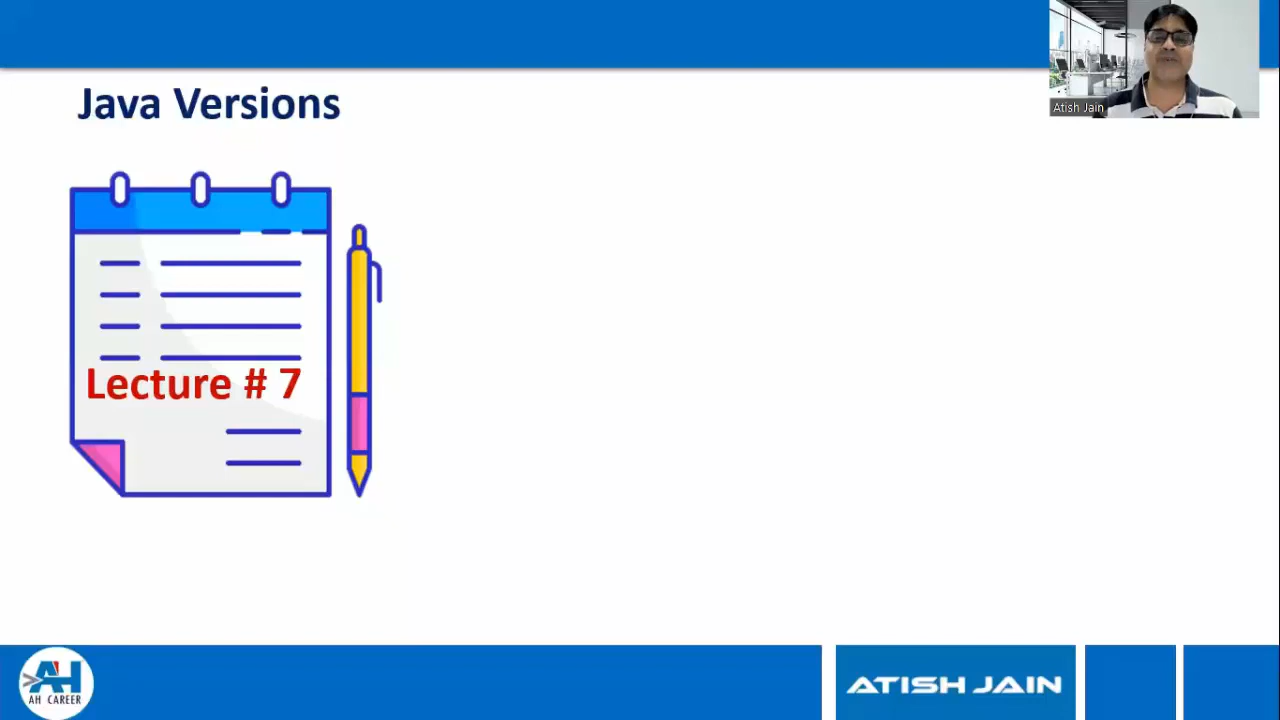 Java Versions
Atish Jain
Lecture # 7
AH
AH CAREER
ATISH JAIN